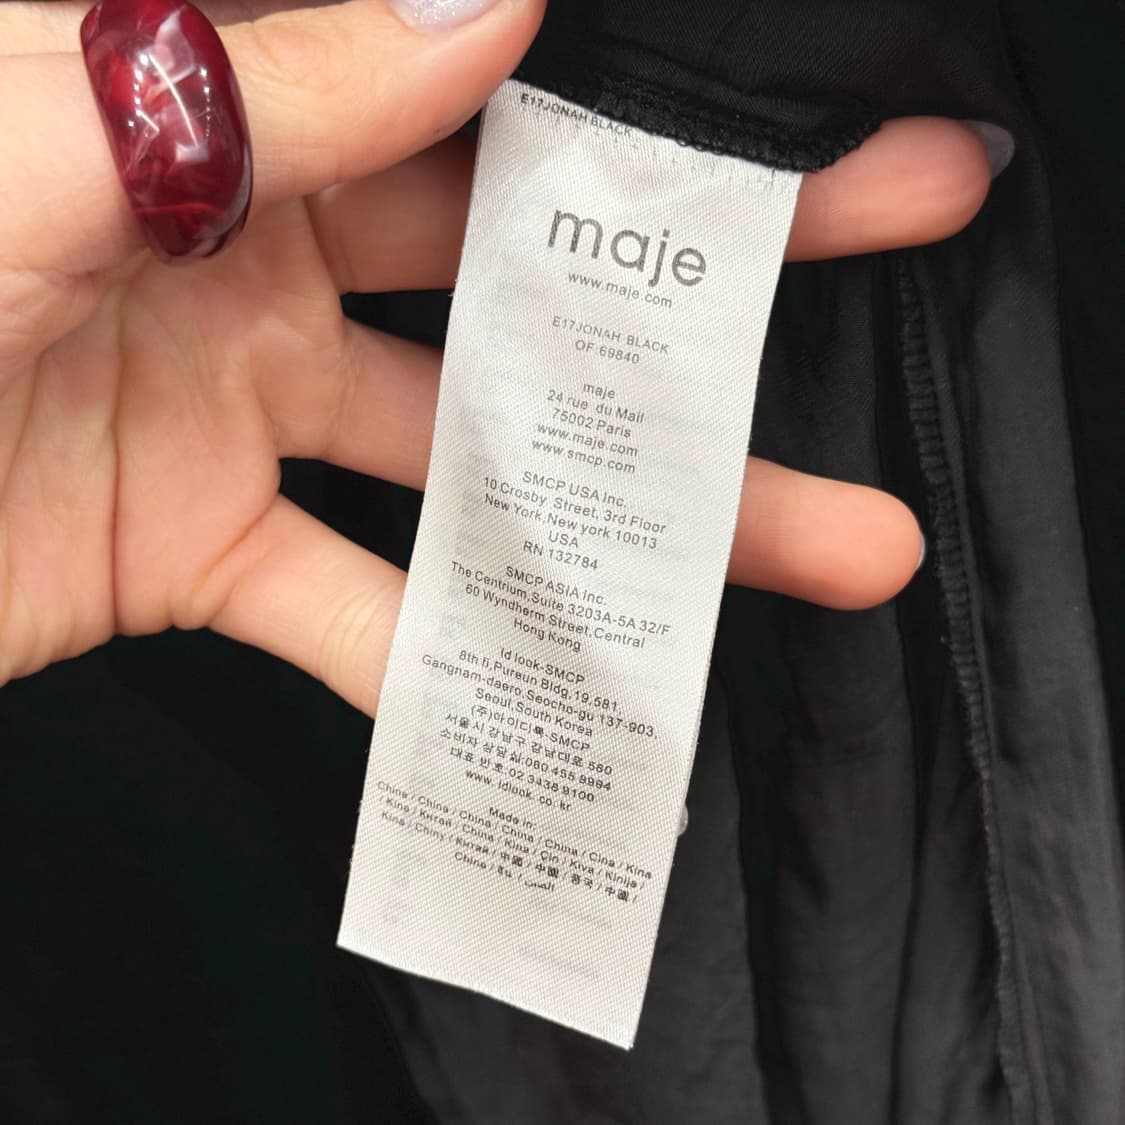 E17JONAH BLACK
maje
www.maje.com
E17JONAH BLACK
OF 69840
maje
24 rue du Mail
75002 Paris
www.maje.com
www.smcp.com
SMCP USA Inc.
10 Crosby Street, 3rd Floor
New York,New york 10013
USA
RN 132784
SMCP ASIA Inc.
The Centrium,Suite 3203A-5A 32/F
60 Wyndherm Street,Central
Hong Kong
Id look-SMCP
8th fi,Pureun Bldg,19,581
Gangnam-daero,Seocho-gu 137-903,
Seoul,South Korea
(주)아이디룩-SMCP
서울시 강남구 강남대로 560
소비자 상담실:080 455 9994
대표 번호 02 3438 9100
www. idlook. co. kr
Made in:
China / China / China / China / China / Cina / Kina
/ Kina / Китай / China / Kina / Çin / Kiva / Kinija /
Kina / Chiny / Китай / 中國 / 中國 / 중국 / 中國 /
China / จีน / الصين